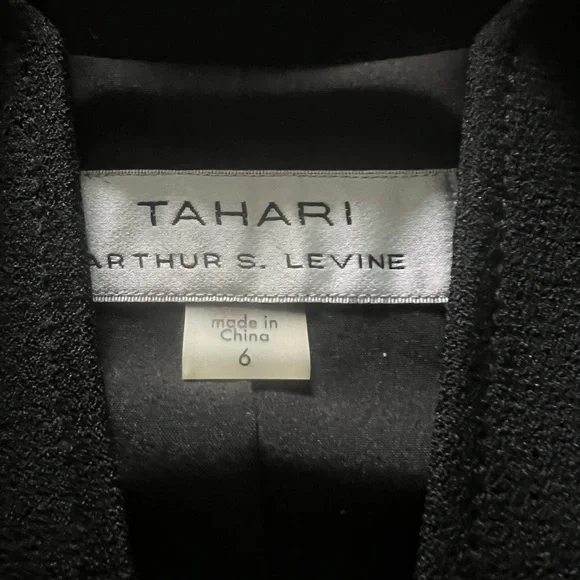 TAHARI
ARTHUR S. LEVINE
made in
China
6